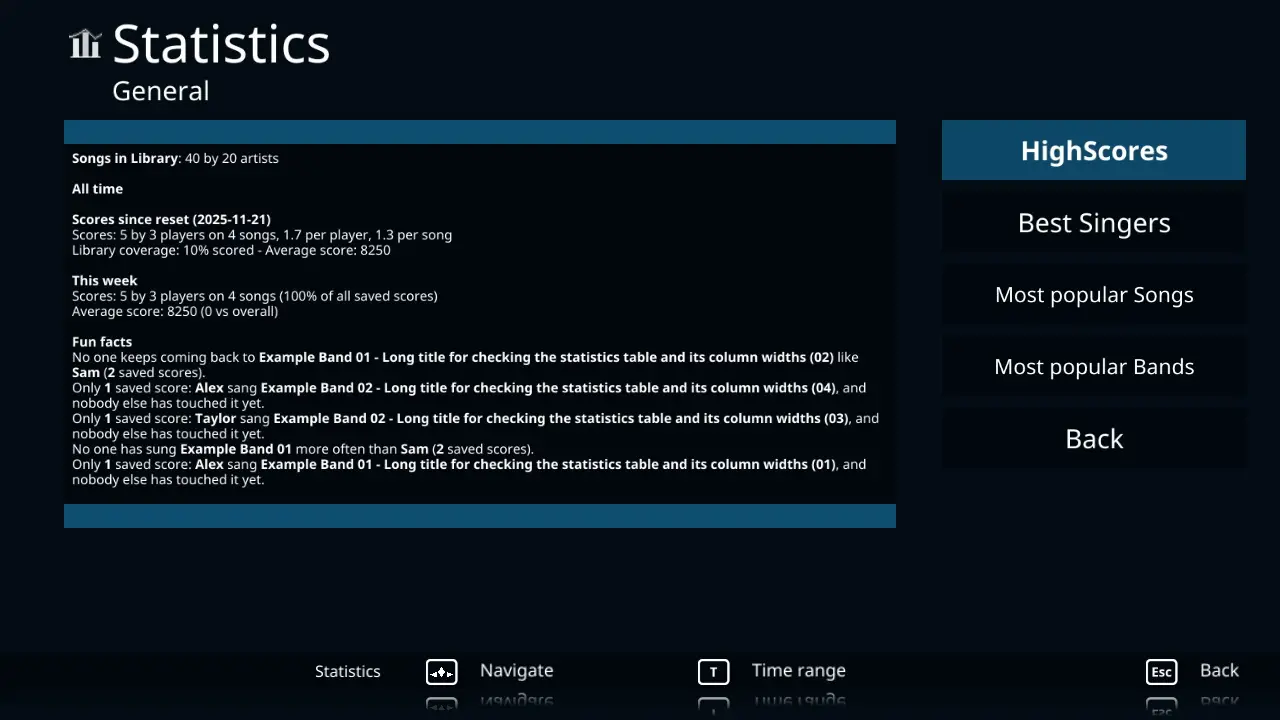 Statistics
General
Songs in Library: 40 by 20 artists
All time
Scores since reset (2025-11-21)
Scores: 5 by 3 players on 4 songs, 1.7 per player, 1.3 per song
Library coverage: 10% scored - Average score: 8250
This week
Scores: 5 by 3 players on 4 songs (100% of all saved scores)
Average score: 8250 (0 vs overall)
Fun facts
No one keeps coming back to Example Band 01 - Long title for checking the statistics table and its column widths (02) like
Sam (2 saved scores).
Only 1 saved score: Alex sang Example Band 02 - Long title for checking the statistics table and its column widths (04), and
nobody else has touched it yet.
Only 1 saved score: Taylor sang Example Band 02 - Long title for checking the statistics table and its column widths (03), and
nobody else has touched it yet.
No one has sung Example Band 01 more often than Sam (2 saved scores).
Only 1 saved score: Alex sang Example Band 01 - Long title for checking the statistics table and its column widths (01), and
nobody else has touched it yet.
HighScores
Best Singers
Most popular Songs
Most popular Bands
Back
Statistics
Navigate
T
Time range
Esc
Back